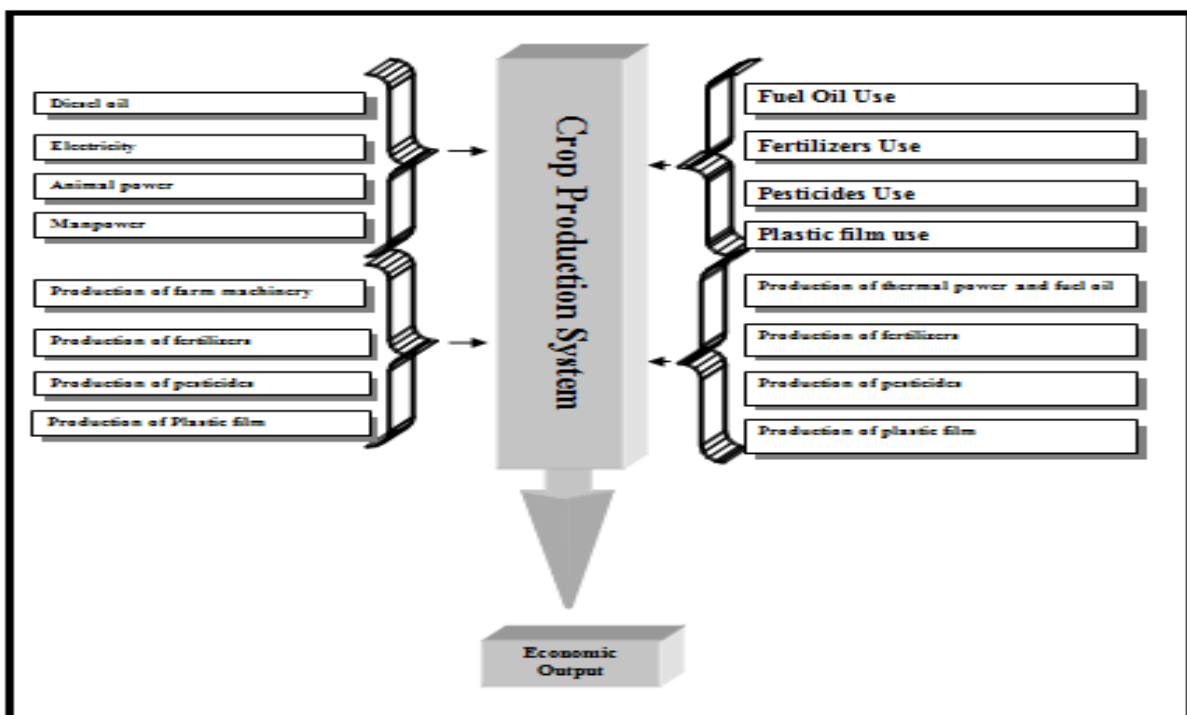 Diesel oil
Electricity
Animal power
Manpower
Production of farm machinery
Production of fertilizers
Production of pesticides
Production of Plastic film
Crop Production System
Fuel Oil Use
Fertilizers Use
Pesticides Use
Plastic film use
Production of thermal power and fuel oil
Production of fertilizers
Production of pesticides
Production of plastic film
Economic
Output